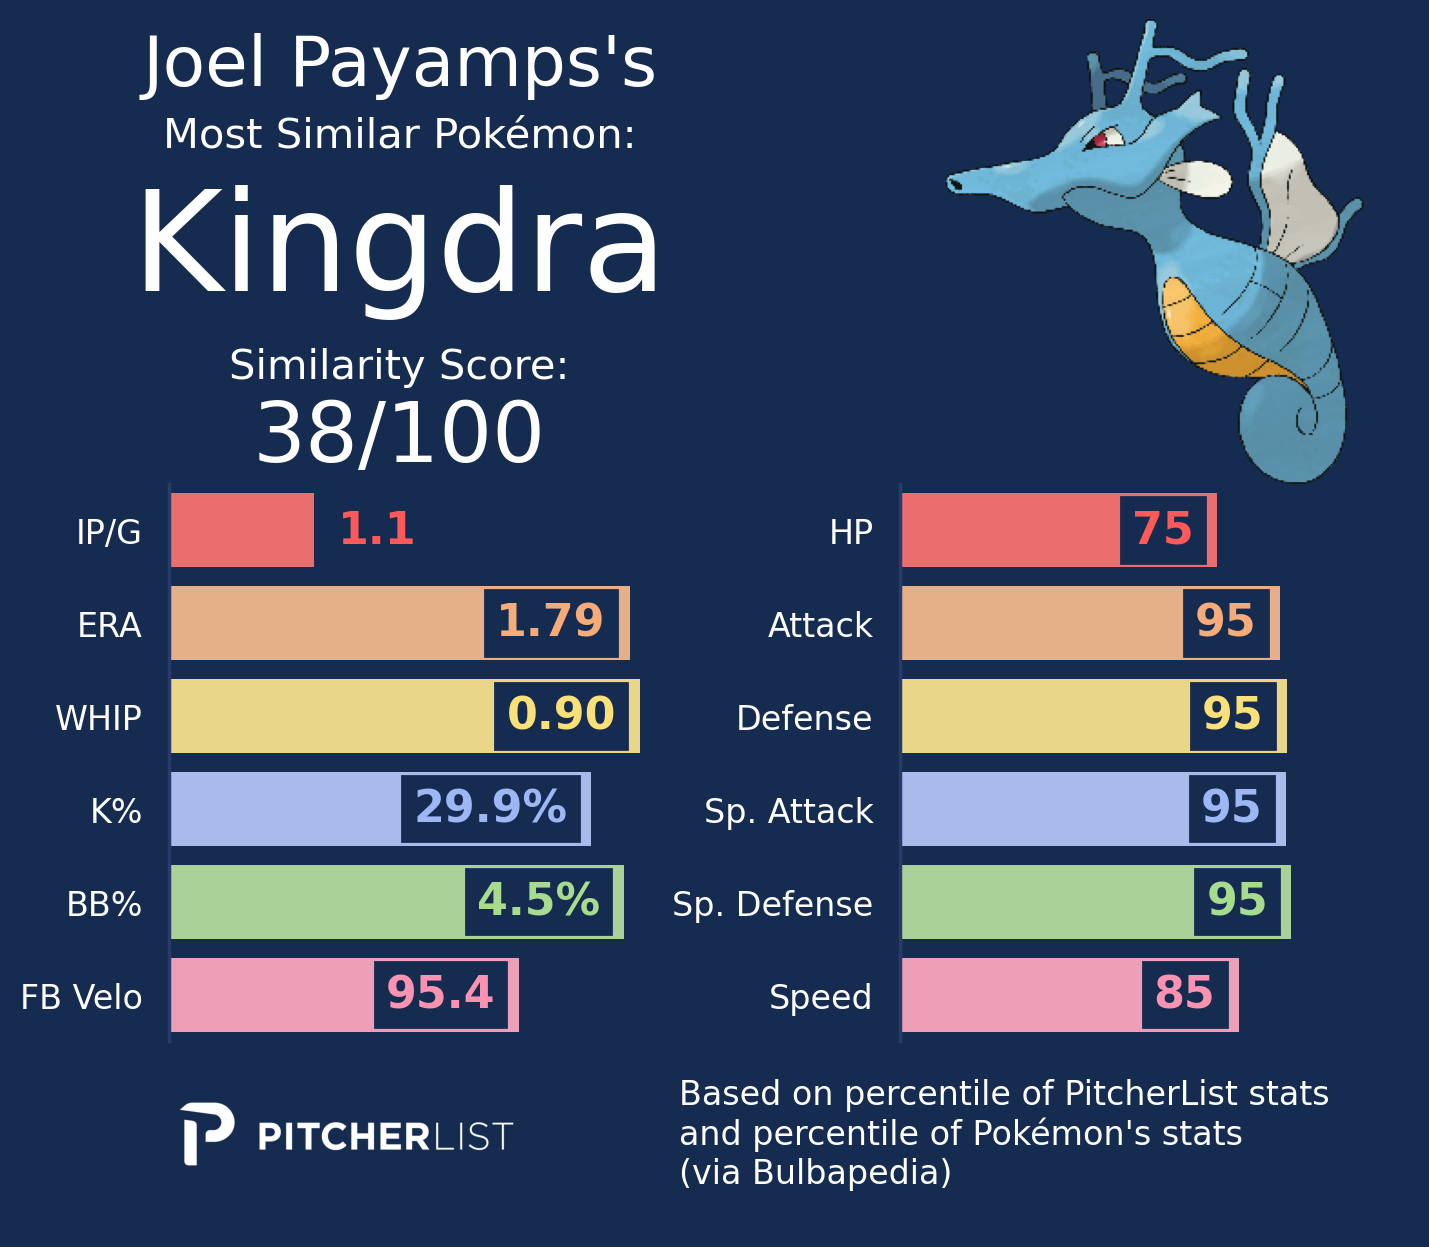 Joel Payamps's
Most Similar Pokémon:
Kingdra
Similarity Score:
38/100
IP/G 1.1
ERA 1.79
WHIP 0.90
K% 29.9%
BB% 4.5%
FB Velo 95.4
HP 75
Attack 95
Defense 95
Sp. Attack 95
Sp. Defense 95
Speed 85
PITCHERLIST
Based on percentile of PitcherList stats
and percentile of Pokémon's stats
(via Bulbapedia)